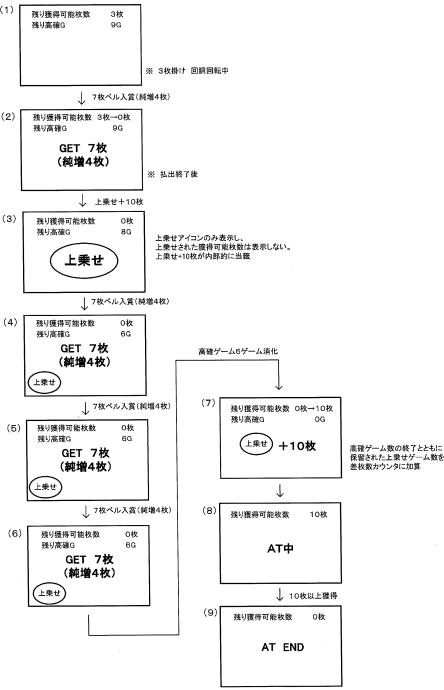 (1)
残り獲得可能枚数　3枚
残り高確G　9G
※ 3枚掛け 回胴回転中
7枚ベル入賞(純増4枚)
(2)
残り獲得可能枚数　3枚→0枚
残り高確G　9G
GET 7枚
(純増4枚)
※ 払出終了後
上乗せ＋10枚
(3)
残り獲得可能枚数　0枚
残り高確G　8G
上乗せ
上乗せアイコンのみ表示し、
上乗せされた獲得可能枚数は表示しない。
上乗せ+10枚が内部的に当籤
7枚ベル入賞(純増4枚)
(4)
残り獲得可能枚数　0枚
残り高確G　6G
GET 7枚
(純増4枚)
上乗せ
7枚ベル入賞(純増4枚)
(5)
残り獲得可能枚数　0枚
残り高確G　6G
GET 7枚
(純増4枚)
上乗せ
7枚ベル入賞(純増4枚)
(6)
残り獲得可能枚数　0枚
残り高確G　6G
GET 7枚
(純増4枚)
上乗せ
高確ゲーム6ゲーム消化
(7)
残り獲得可能枚数　0枚→10枚
残り高確G　0G
上乗せ　＋10枚
高確ゲーム数の終了とともに
保留された上乗せゲーム数を
差枚数カウンタに加算
(8)
残り獲得可能枚数　10枚
AT中
10枚以上獲得
(9)
残り獲得可能枚数　0枚
AT END